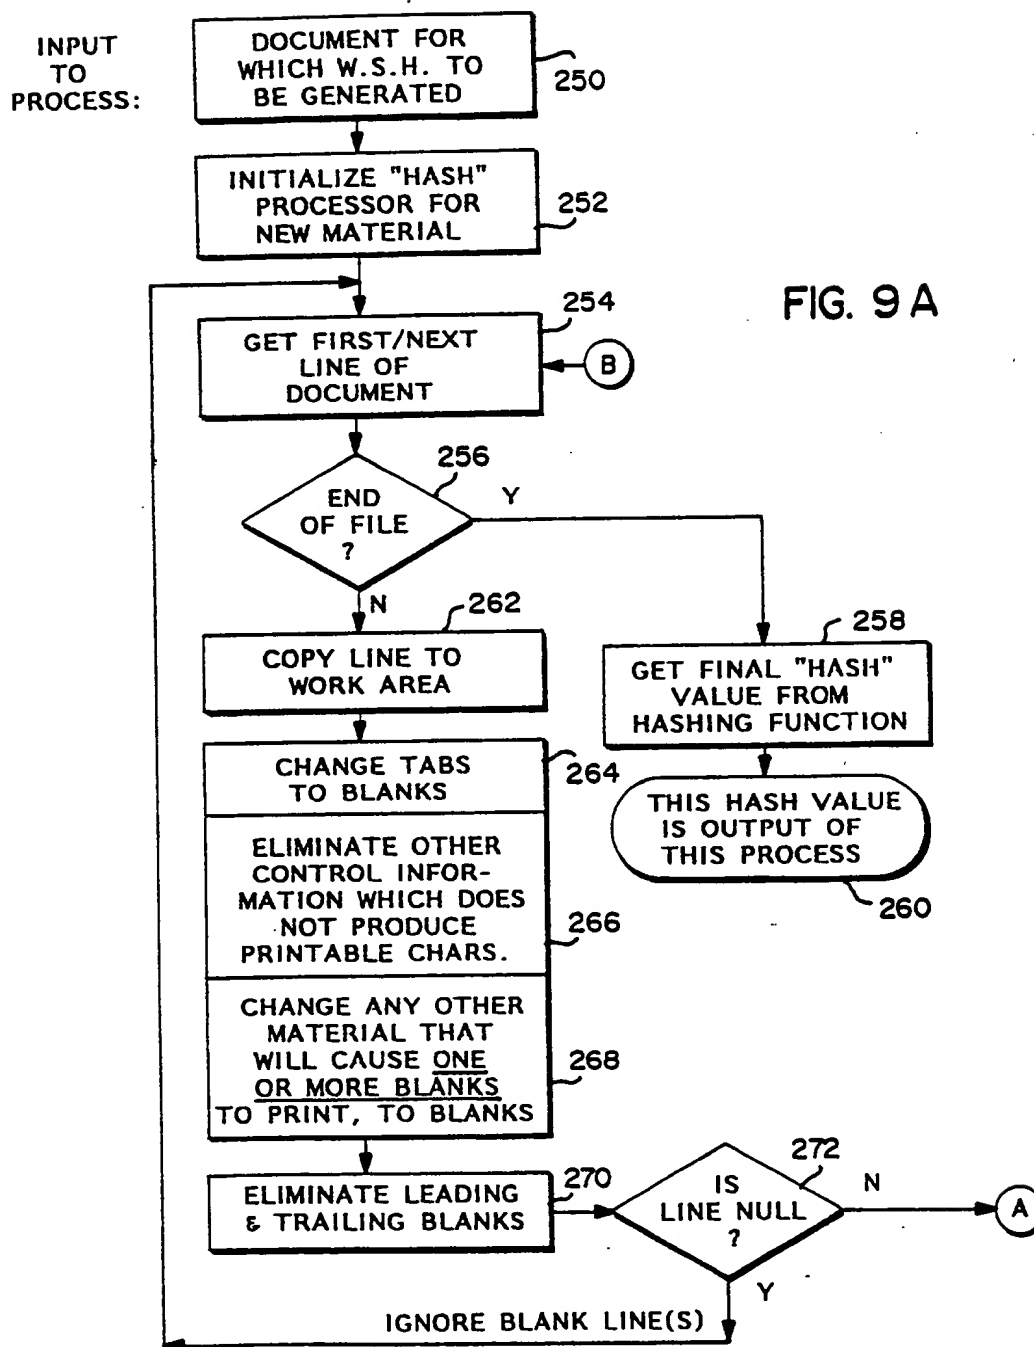 INPUT
TO
PROCESS:
DOCUMENT FOR
WHICH W.S.H. TO
BE GENERATED
250
INITIALIZE "HASH"
PROCESSOR FOR
NEW MATERIAL
252
FIG. 9A
254
GET FIRST/NEXT
LINE OF
DOCUMENT
B
256
END
OF FILE
?
Y
N
262
COPY LINE TO
WORK AREA
258
GET FINAL "HASH"
VALUE FROM
HASHING FUNCTION
CHANGE TABS
TO BLANKS
264
THIS HASH VALUE
IS OUTPUT OF
THIS PROCESS
260
ELIMINATE OTHER
CONTROL INFOR-
MATION WHICH DOES
NOT PRODUCE
PRINTABLE CHARS.
266
CHANGE ANY OTHER
MATERIAL THAT
WILL CAUSE ONE
OR MORE BLANKS
TO PRINT, TO BLANKS
268
ELIMINATE LEADING
& TRAILING BLANKS
270
272
IS
LINE NULL
?
N
A
Y
IGNORE BLANK LINE(S)